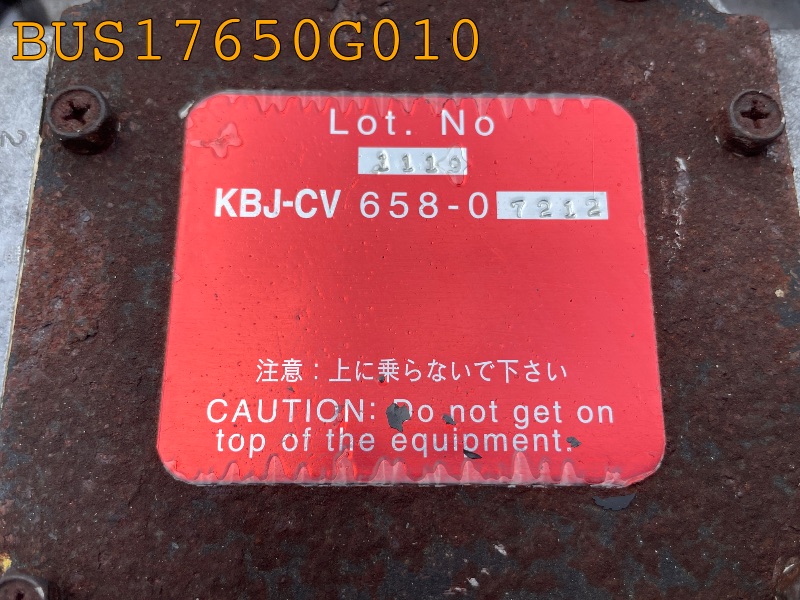 BUS17650G010
Lot. No
1110
KBJ-CV 658-0 7212
注意：上に乗らないで下さい
CAUTION: Do not get on
top of the equipment.